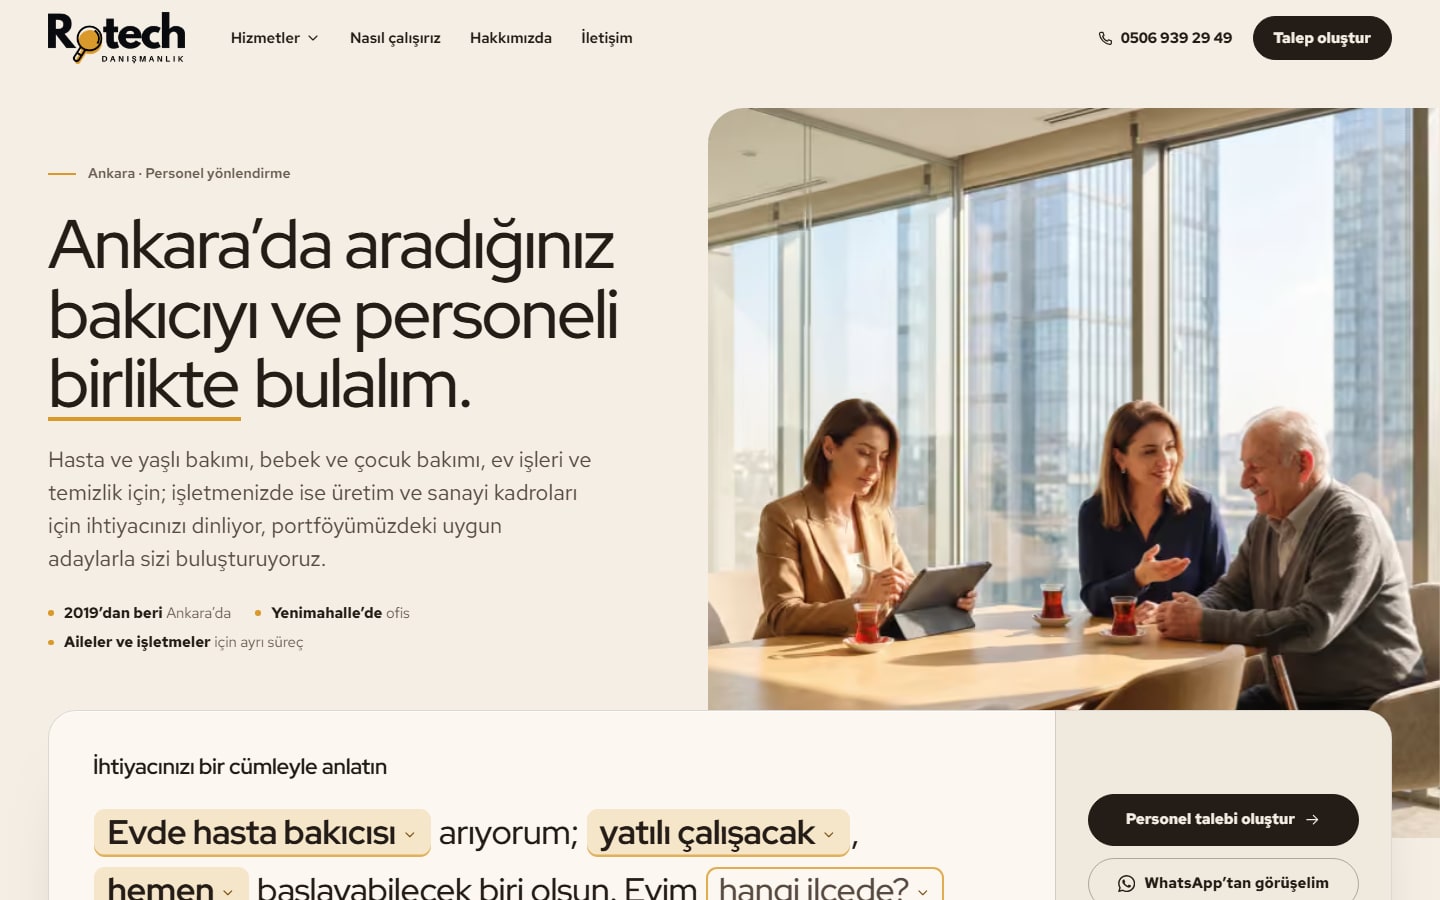 Rotech
DANIŞMANLIK
Hizmetler
Nasıl çalışırız
Hakkımızda
İletişim
0506 939 29 49
Talep oluştur
Ankara · Personel yönlendirme
Ankara’da aradığınız
bakıcıyı ve personeli
birlikte bulalım.
Hasta ve yaşlı bakımı, bebek ve çocuk bakımı, ev işleri ve
temizlik için; işletmenizde ise üretim ve sanayi kadroları
için ihtiyacınızı dinliyor, portföyümüzdeki uygun
adaylarla sizi buluşturuyoruz.
2019’dan beri Ankara’da
Yenimahalle’de ofis
Aileler ve işletmeler için ayrı süreç
İhtiyacınızı bir cümleyle anlatın
Evde hasta bakıcısı arıyorum; yatılı çalışacak,
hemen başlayabilecek biri olsun. Evim hangi ilçede?
Personel talebi oluştur
WhatsApp’tan görüşelim